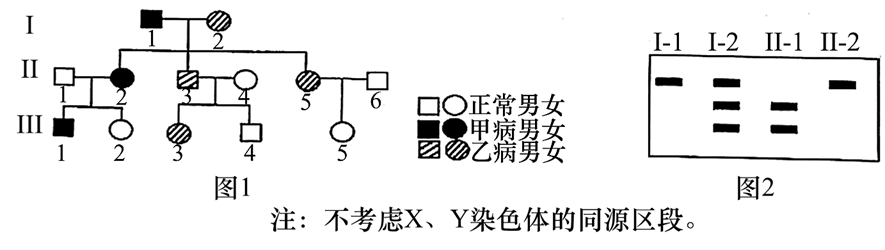 I
1 2
I-1 I-2 II-1 II-2
II
1 2 3 4 5 6
正常男女
甲病男女
乙病男女
III
1 2 3 4 5
图1
图2
注：不考虑X、Y染色体的同源区段。